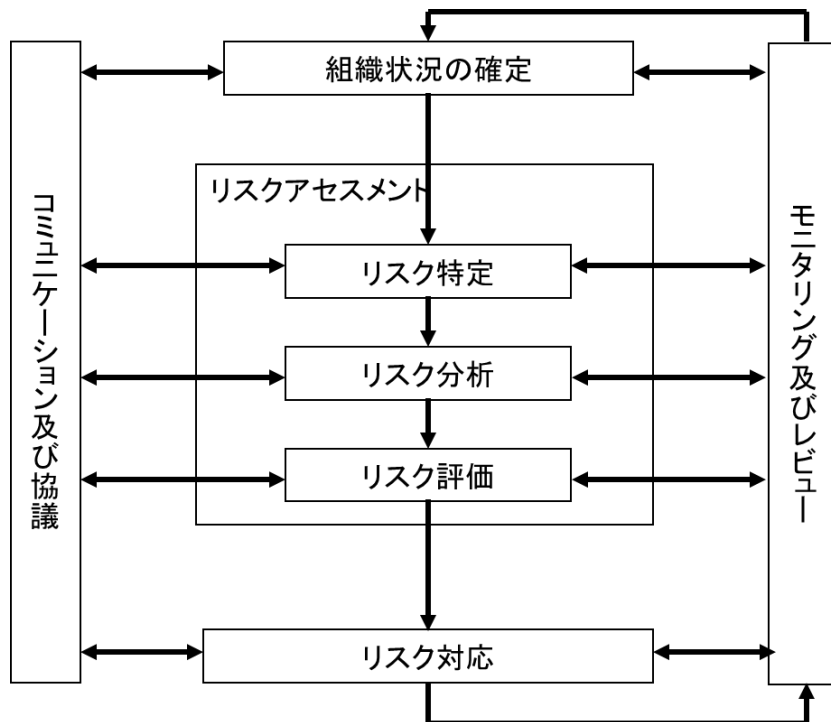 組織状況の確定
リスクアセスメント
リスク特定
リスク分析
リスク評価
リスク対応
コミュニケーション及び協議
モニタリング及びレビュー